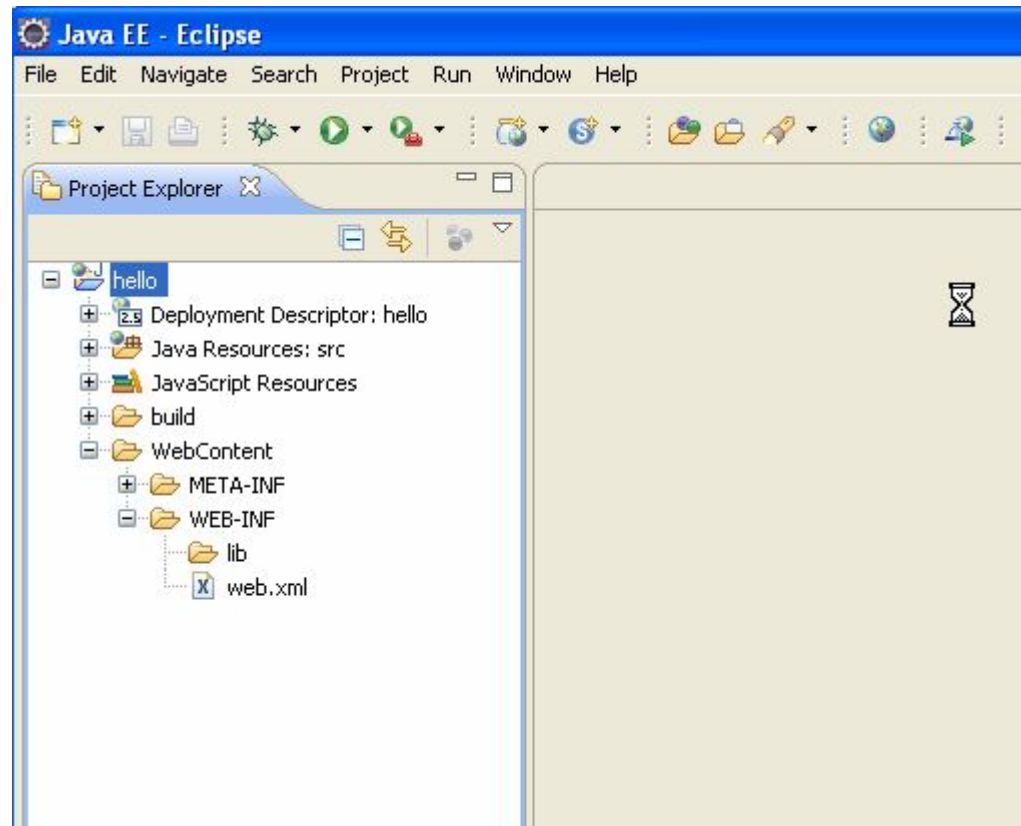 Java EE - Eclipse
File Edit Navigate Search Project Run Window Help
Project Explorer
hello
2.5 Deployment Descriptor: hello
Java Resources: src
JavaScript Resources
build
WebContent
META-INF
WEB-INF
lib
X web.xml